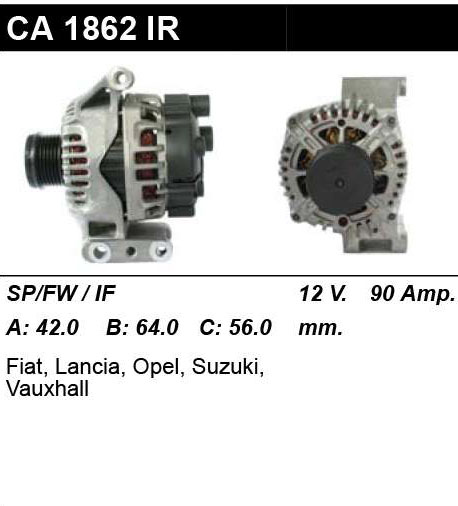 CA 1862 IR
SP/FW / IF 12 V. 90 Amp.
A: 42.0 B: 64.0 C: 56.0 mm.
Fiat, Lancia, Opel, Suzuki,
Vauxhall